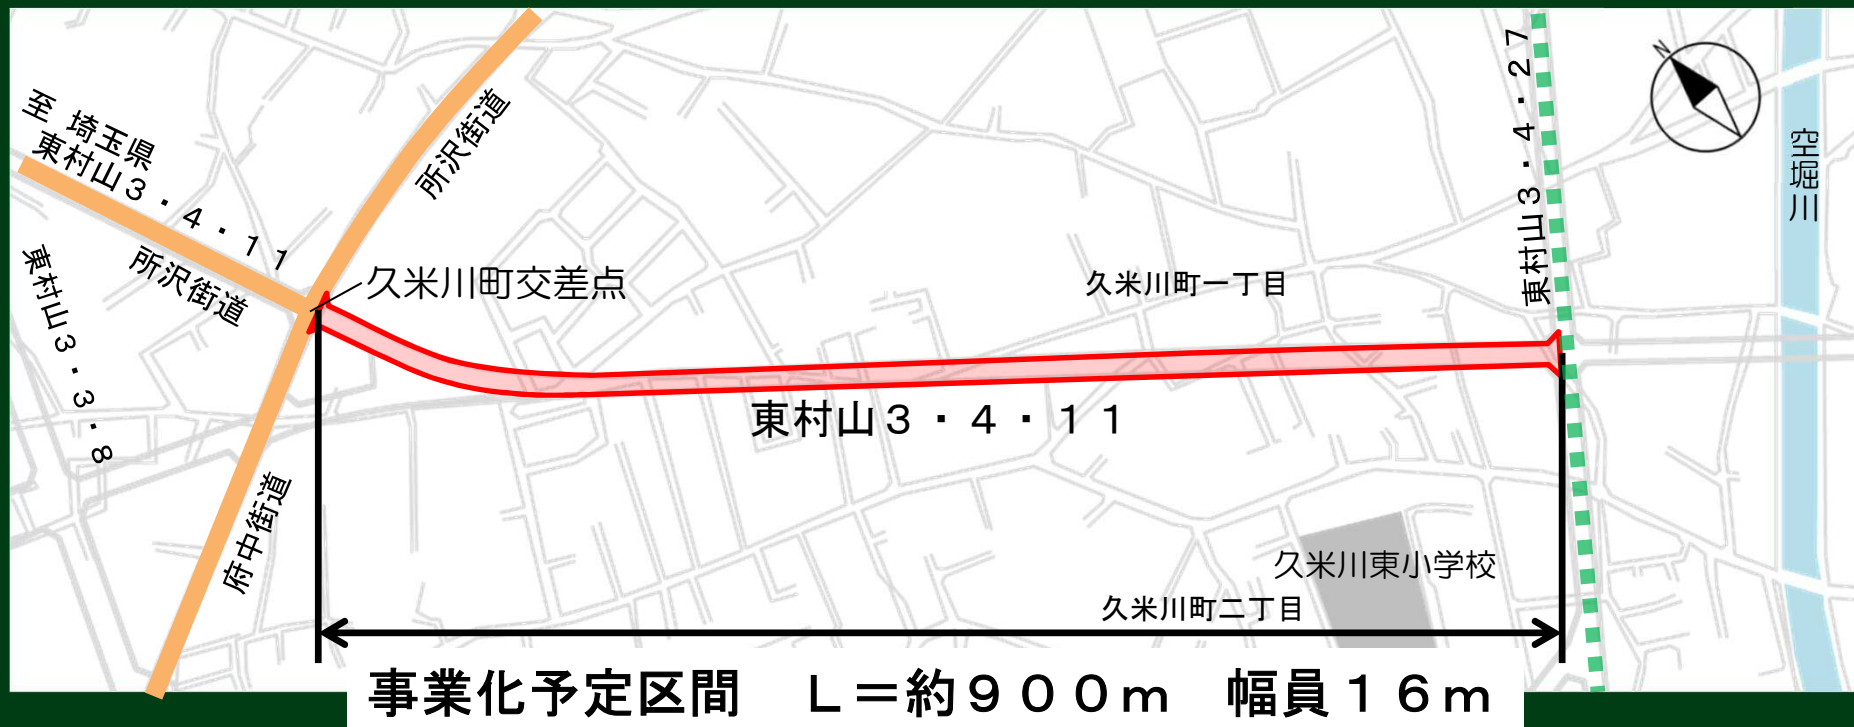 至 埼玉県
東村山３・４・１１
所沢街道
所沢街道
東村山３・３・８
府中街道
久米川町交差点
久米川町一丁目
東村山３・４・２７
N
空堀川
東村山３・４・１１
久米川東小学校
久米川町二丁目
事業化予定区間　Ｌ＝約９００ｍ　幅員１６ｍ